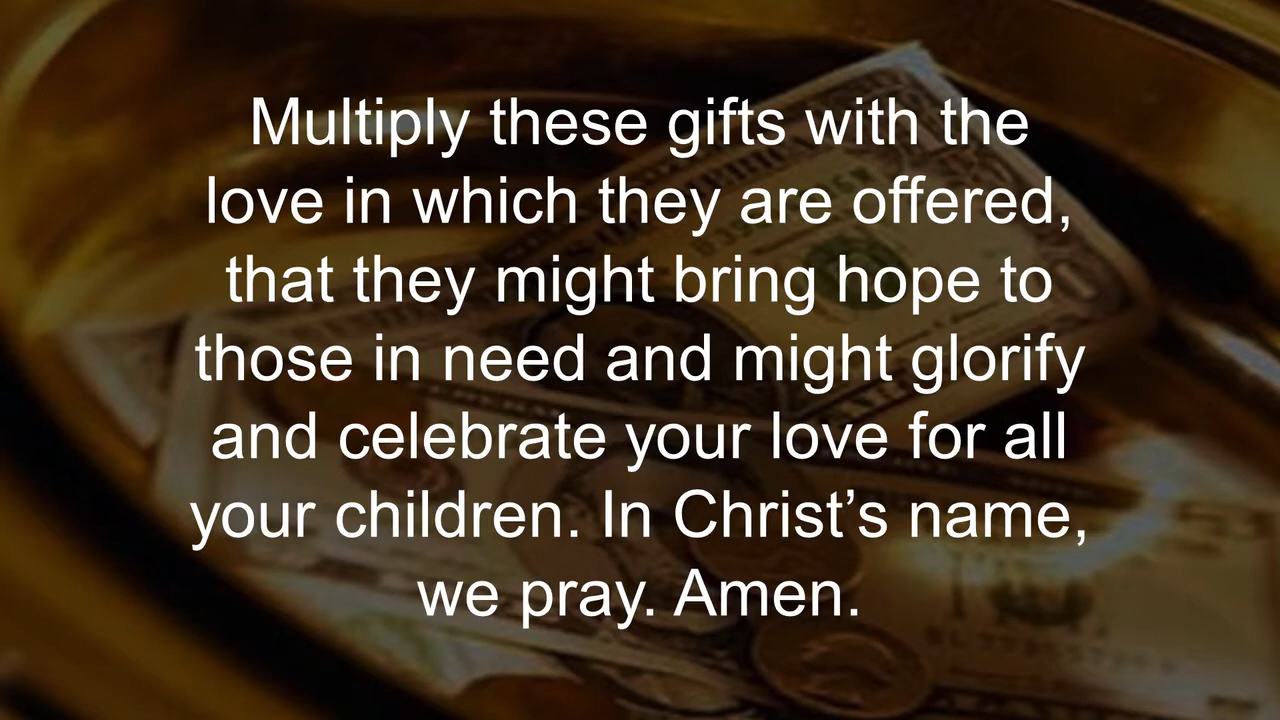 Multiply these gifts with the
love in which they are offered,
that they might bring hope to
those in need and might glorify
and celebrate your love for all
your children. In Christ’s name,
we pray. Amen.